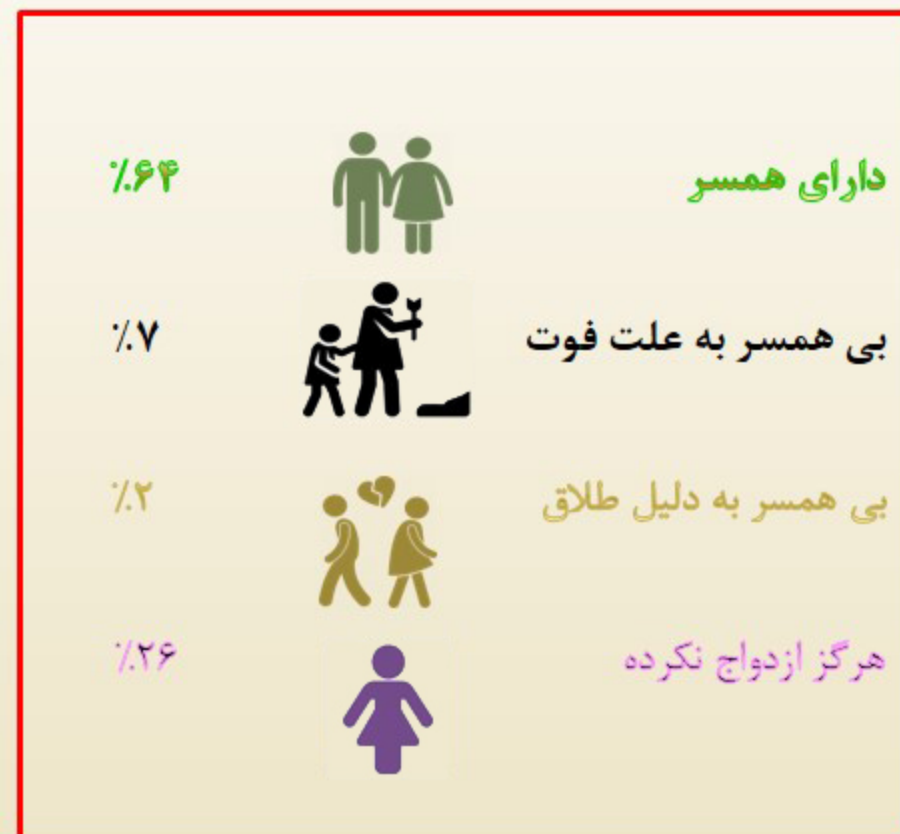 دارای همسر ٪۶۴
بی همسر به علت فوت ٪۷
بی همسر به دلیل طلاق ٪۲
هرگز ازدواج نکرده ٪۲۶